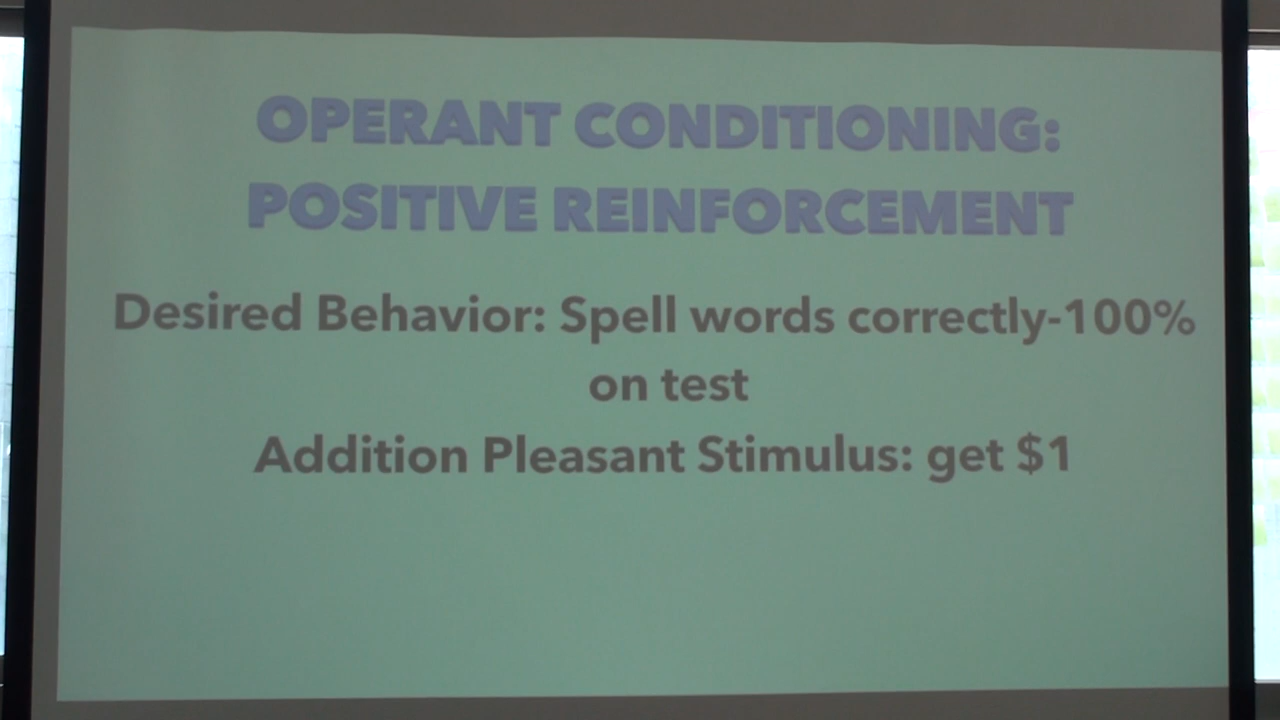 OPERANT CONDITIONING:
POSITIVE REINFORCEMENT
Desired Behavior: Spell words correctly-100%
on test
Addition Pleasant Stimulus: get $1